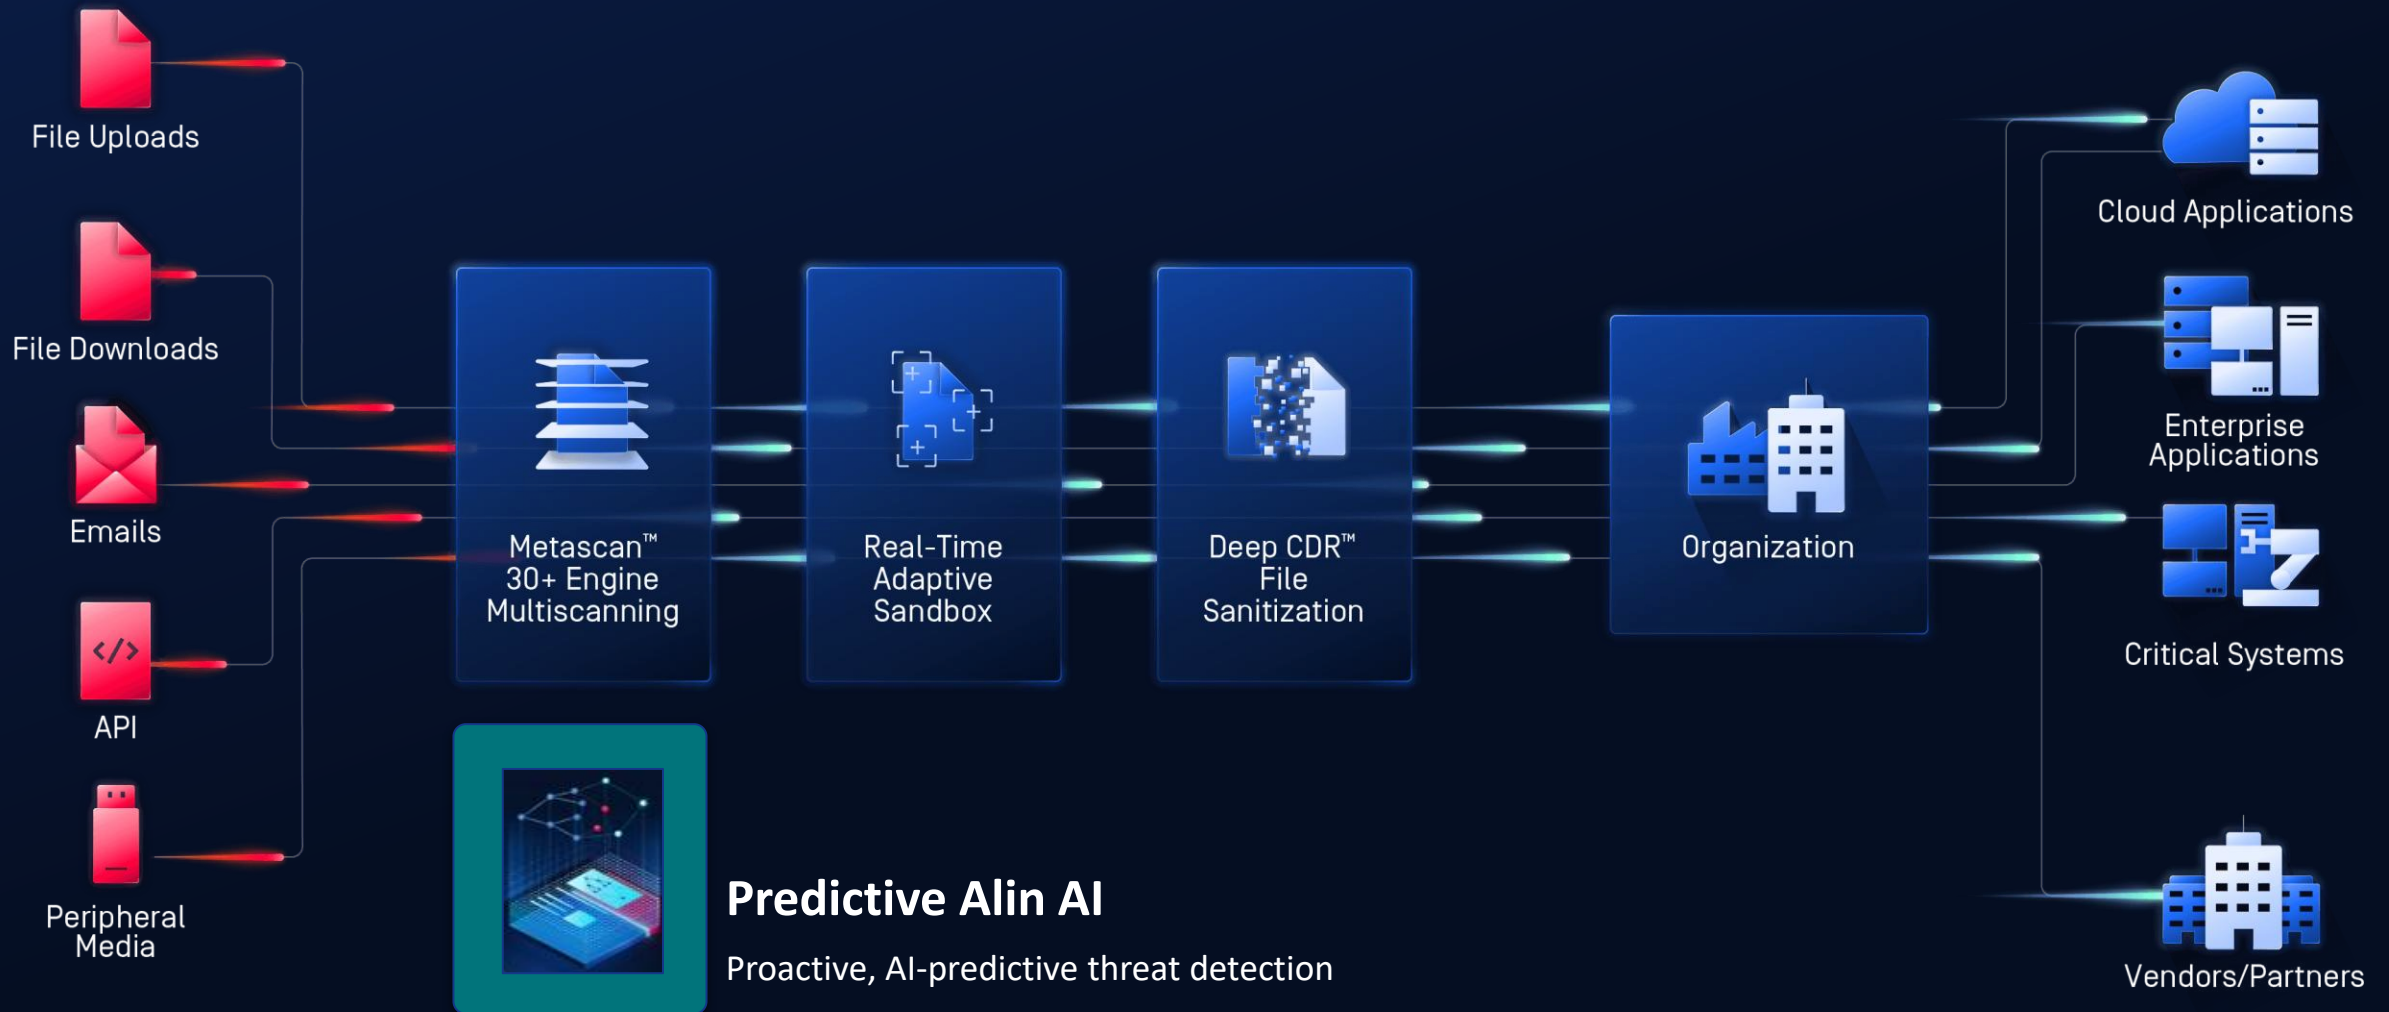 File Uploads
File Downloads
Emails
</>
API
Peripheral
Media
Metascan™
30+ Engine
Multiscanning
Real-Time
Adaptive
Sandbox
Deep CDR™
File
Sanitization
Organization
Cloud Applications
Enterprise
Applications
Critical Systems
Vendors/Partners
Predictive Alin AI
Proactive, AI-predictive threat detection